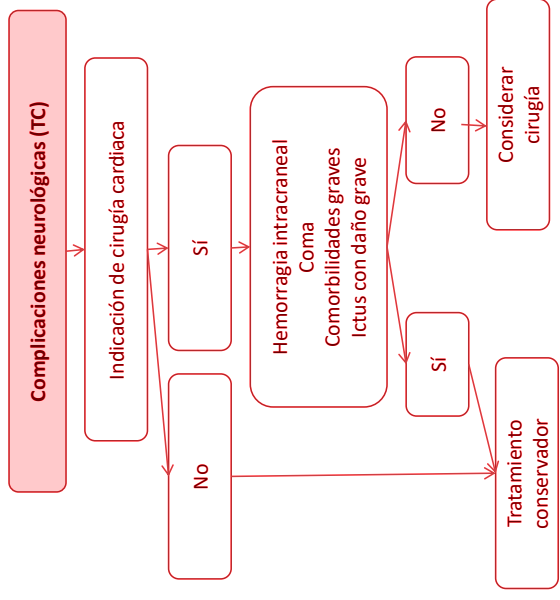 Complicaciones neurológicas (TC)
Indicación de cirugía cardiaca
No
Sí
Hemorragia intracraneal
Coma
Comorbilidades graves
Ictus con daño grave
Sí
No
Tratamiento
conservador
Considerar
cirugía